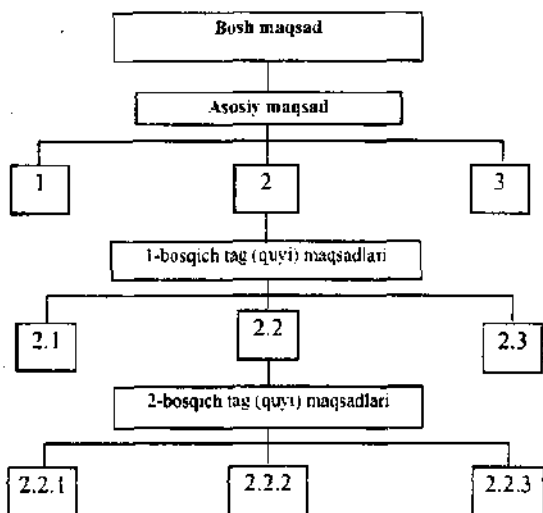 Bosh maqsad
Asosiy maqsad
1
2
3
1-bosqich tag (quyi) maqsadlari
2.1
2.2
2.3
2-bosqich tag (quyi) maqsadlari
2.2.1
2.2.2
2.2.3